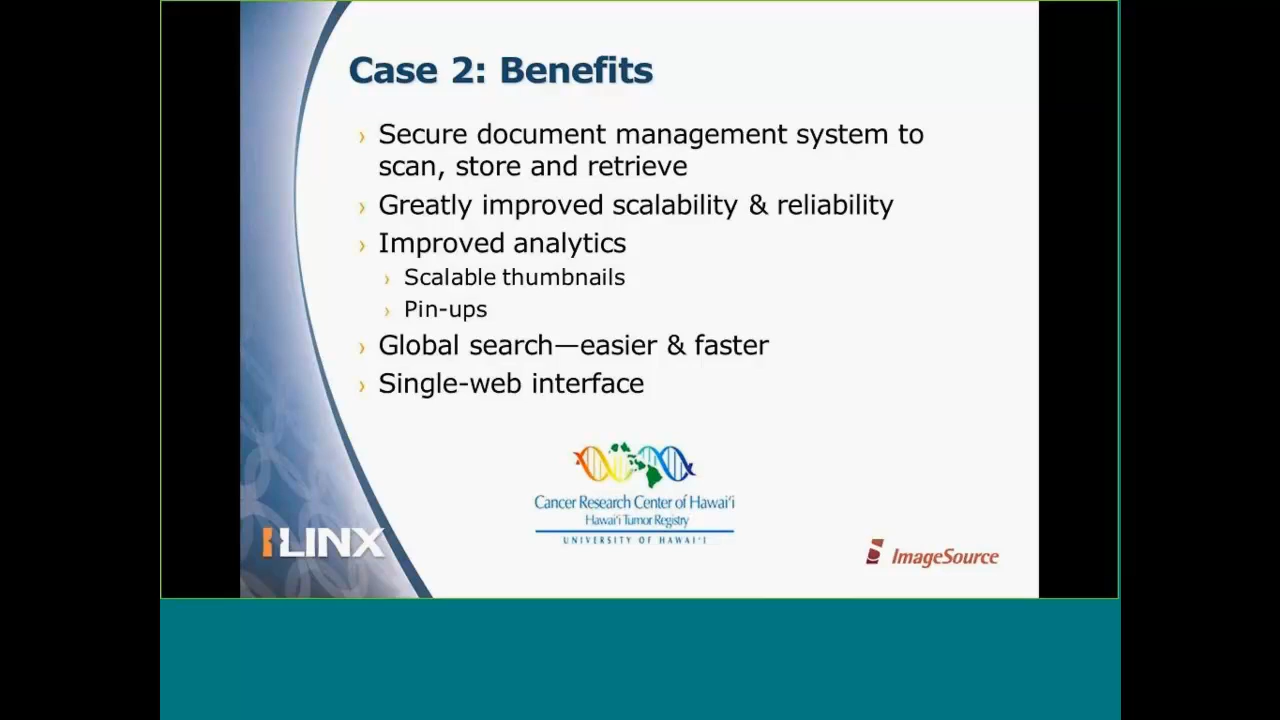 Case 2: Benefits
› Secure document management system to
scan, store and retrieve
› Greatly improved scalability & reliability
› Improved analytics
› Scalable thumbnails
› Pin-ups
› Global search—easier & faster
› Single-web interface
Cancer Research Center of Hawai'i
Hawai'i Tumor Registry
UNIVERSITY OF HAWAI'I
ILINX
ImageSource